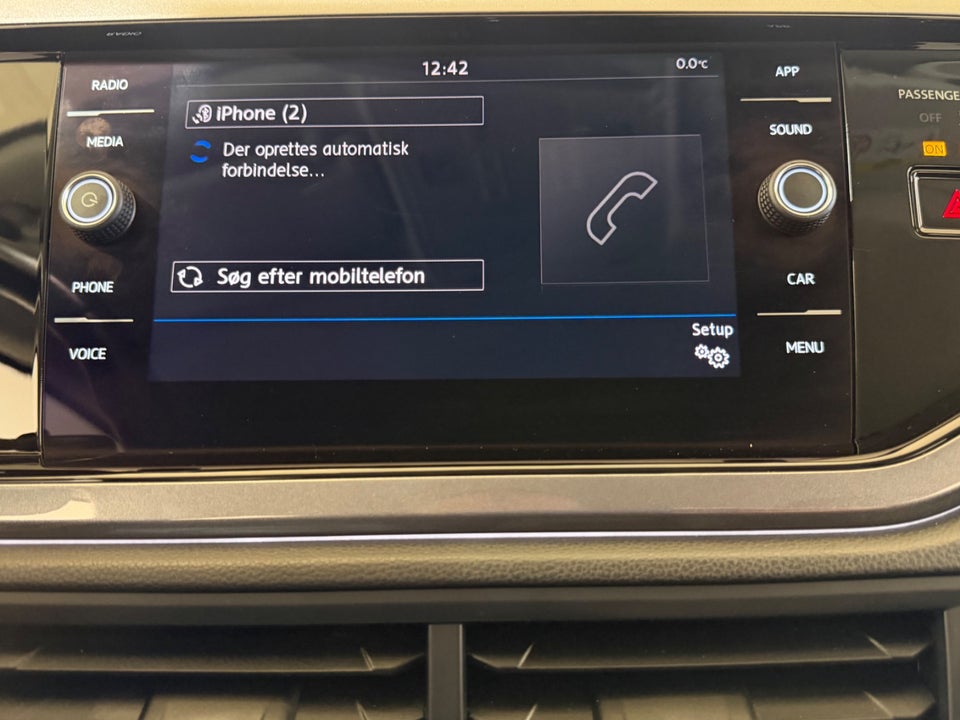 12:42
0.0°C
RADIO
MEDIA
PHONE
VOICE
iPhone (2)
Der oprettes automatisk
forbindelse...
Søg efter mobiltelefon
Setup
APP
SOUND
CAR
MENU
PASSENGE
OFF
ON